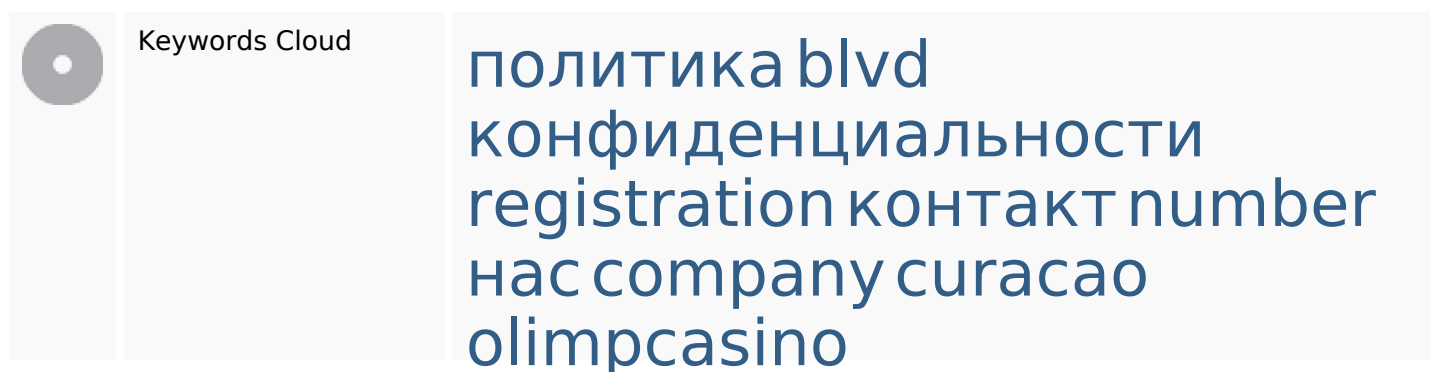 Keywords Cloud
политика blvd
конфиденциальности
registration контакт number
нас company curacao
olimpcasino